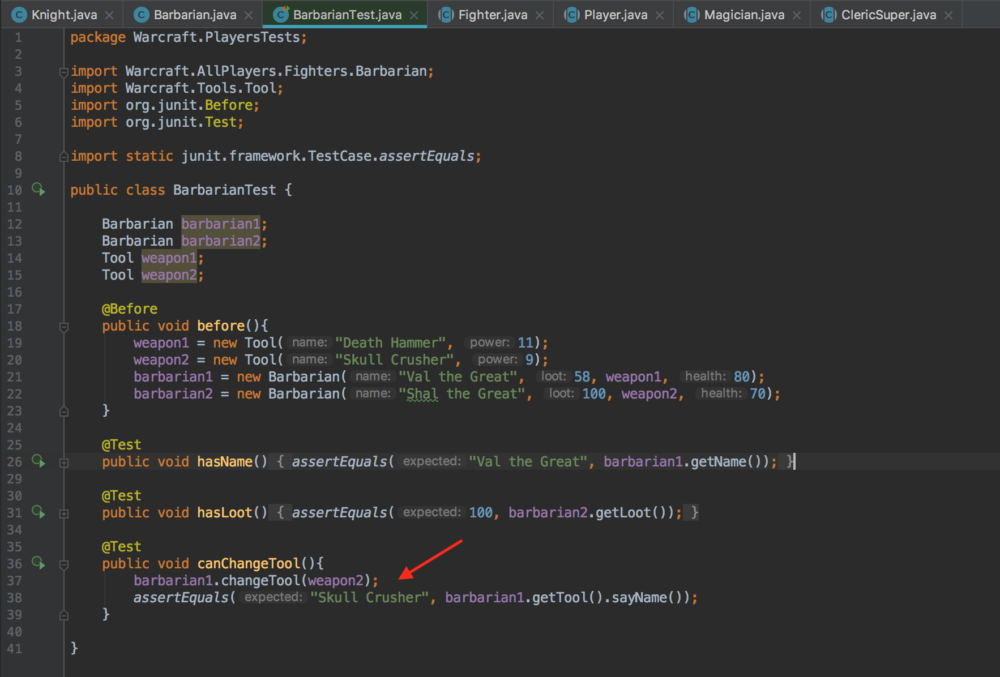 Knight.java Barbarian.java BarbarianTest.java Fighter.java Player.java Magician.java ClericSuper.java
1 package Warcraft.PlayersTests;
2
3 import Warcraft.AllPlayers.Fighters.Barbarian;
4 import Warcraft.Tools.Tool;
5 import org.junit.Before;
6 import org.junit.Test;
7
8 import static junit.framework.TestCase.assertEquals;
9
10 public class BarbarianTest {
11
12 Barbarian barbarian1;
13 Barbarian barbarian2;
14 Tool weapon1;
15 Tool weapon2;
16
17 @Before
18 public void before(){
19 weapon1 = new Tool( name: "Death Hammer", power: 11);
20 weapon2 = new Tool( name: "Skull Crusher", power: 9);
21 barbarian1 = new Barbarian( name: "Val the Great", loot: 58, weapon1, health: 80);
22 barbarian2 = new Barbarian( name: "Shal the Great", loot: 100, weapon2, health: 70);
23 }
24
25 @Test
26 public void hasName() { assertEquals( expected: "Val the Great", barbarian1.getName()); }
29
30 @Test
31 public void hasLoot() { assertEquals( expected: 100, barbarian2.getLoot()); }
34
35 @Test
36 public void canChangeTool(){
37 barbarian1.changeTool(weapon2);
38 assertEquals( expected: "Skull Crusher", barbarian1.getTool().sayName());
39 }
40
41 }